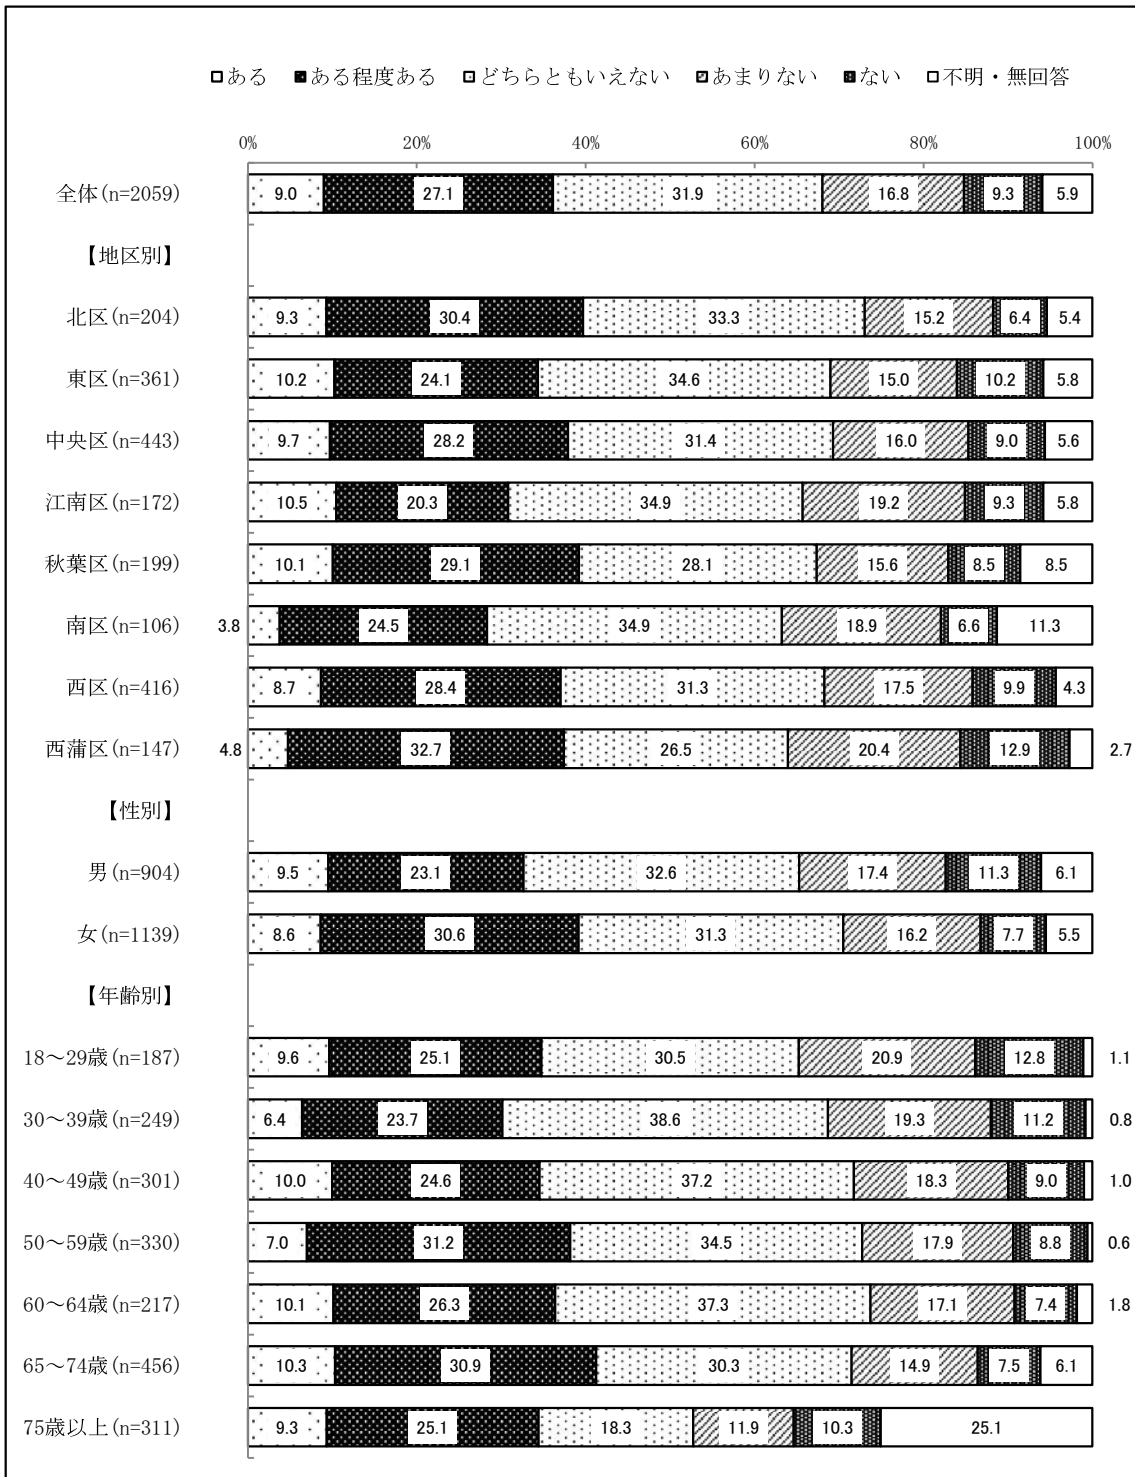 ある ある程度ある どちらともいえない あまりない ない 不明・無回答
0% 20% 40% 60% 80% 100%
全体(n=2059) 9.0 27.1 31.9 16.8 9.3 5.9
【地区別】
北区(n=204) 9.3 30.4 33.3 15.2 6.4 5.4
東区(n=361) 10.2 24.1 34.6 15.0 10.2 5.8
中央区(n=443) 9.7 28.2 31.4 16.0 9.0 5.6
江南区(n=172) 10.5 20.3 34.9 19.2 9.3 5.8
秋葉区(n=199) 10.1 29.1 28.1 15.6 8.5 8.5
南区(n=106) 3.8 24.5 34.9 18.9 6.6 11.3
西区(n=416) 8.7 28.4 31.3 17.5 9.9 4.3
西蒲区(n=147) 4.8 32.7 26.5 20.4 12.9 2.7
【性別】
男(n=904) 9.5 23.1 32.6 17.4 11.3 6.1
女(n=1139) 8.6 30.6 31.3 16.2 7.7 5.5
【年齢別】
18～29歳(n=187) 9.6 25.1 30.5 20.9 12.8 1.1
30～39歳(n=249) 6.4 23.7 38.6 19.3 11.2 0.8
40～49歳(n=301) 10.0 24.6 37.2 18.3 9.0 1.0
50～59歳(n=330) 7.0 31.2 34.5 17.9 8.8 0.6
60～64歳(n=217) 10.1 26.3 37.3 17.1 7.4 1.8
65～74歳(n=456) 10.3 30.9 30.3 14.9 7.5 6.1
75歳以上(n=311) 9.3 25.1 18.3 11.9 10.3 25.1